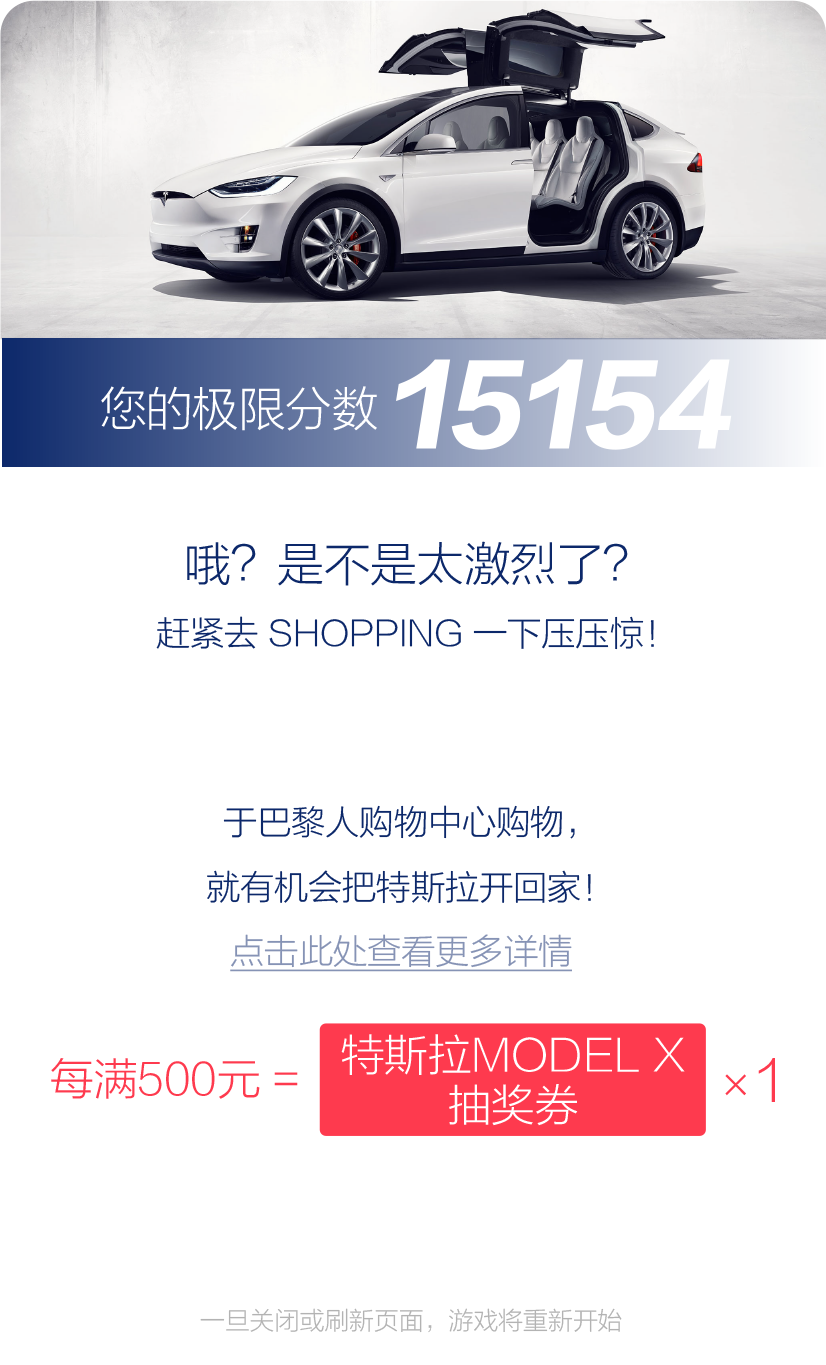 您的极限分数 15154
哦？是不是太激烈了？
赶紧去 SHOPPING 一下压压惊！
于巴黎人购物中心购物，
就有机会把特斯拉开回家！
点击此处查看更多详情
每满500元 = 特斯拉MODEL X 抽奖券 ×1
一旦关闭或刷新页面，游戏将重新开始